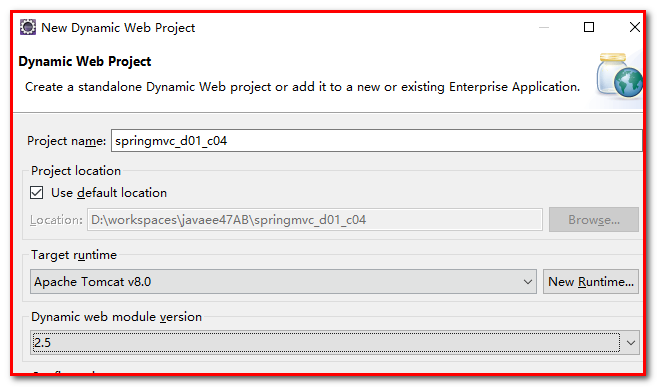 New Dynamic Web Project
Dynamic Web Project
Create a standalone Dynamic Web project or add it to a new or existing Enterprise Application.
Project name: springmvc_d01_c04
Project location
Use default location
Location: D:\workspaces\javaee47AB\springmvc_d01_c04 Browse...
Target runtime
Apache Tomcat v8.0 New Runtime...
Dynamic web module version
2.5